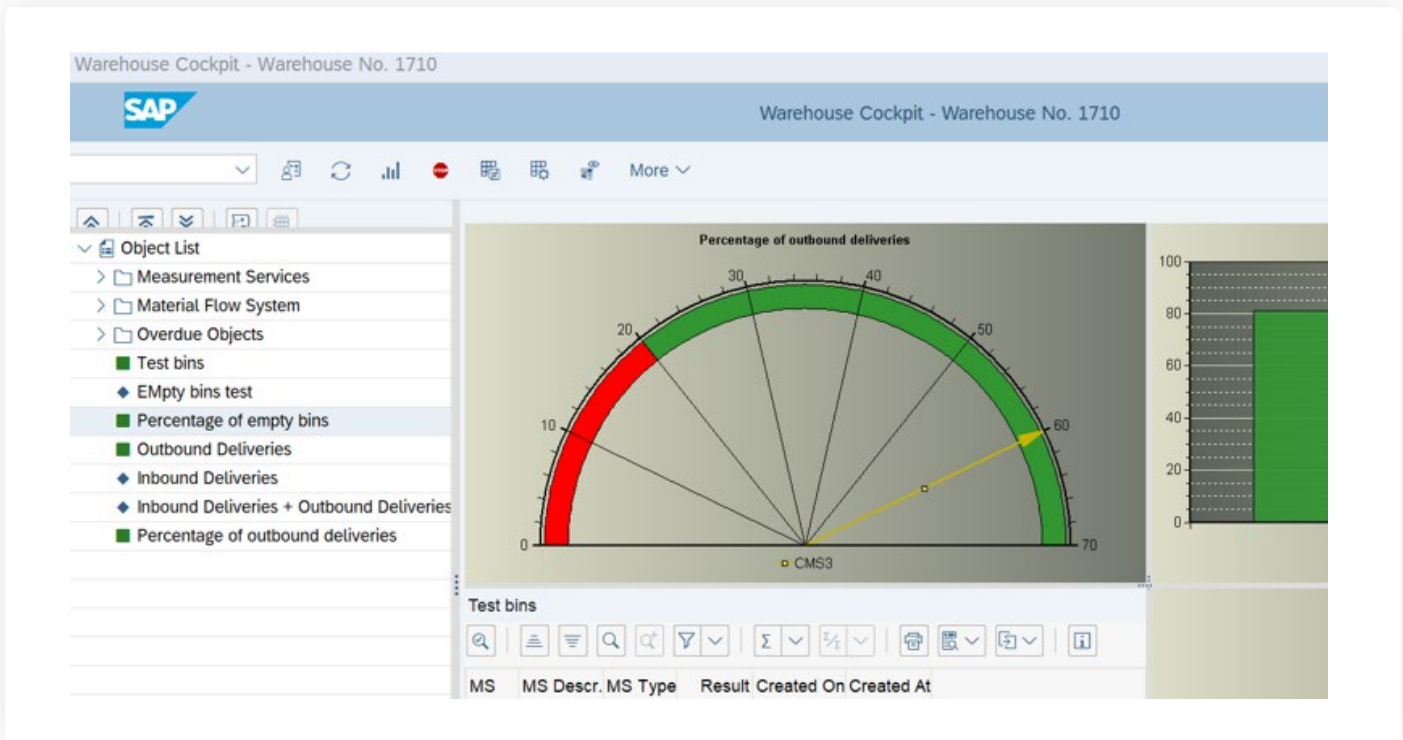 Warehouse Cockpit - Warehouse No. 1710
SAP
Warehouse Cockpit - Warehouse No. 1710
STOP
More
Object List
Measurement Services
Material Flow System
Overdue Objects
Test bins
EMpty bins test
Percentage of empty bins
Outbound Deliveries
Inbound Deliveries
Inbound Deliveries + Outbound Deliveries
Percentage of outbound deliveries
Percentage of outbound deliveries
0
10
20
30
40
50
60
70
CMS3
100
80
60
40
20
0
Test bins
MS MS Descr. MS Type Result Created On Created At